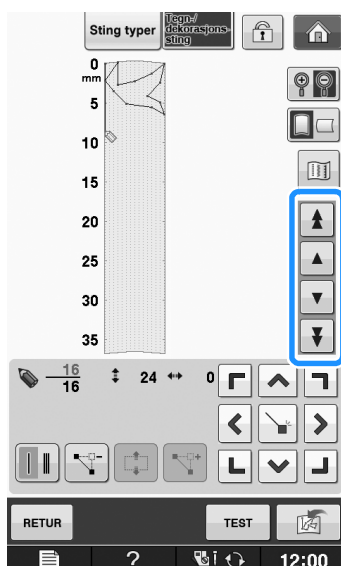 Sting typer
Tegn-/
dekorasjons-
sting
0
mm
5
10
15
20
25
30
35
16
16
24
0
RETUR
TEST
?
12:00